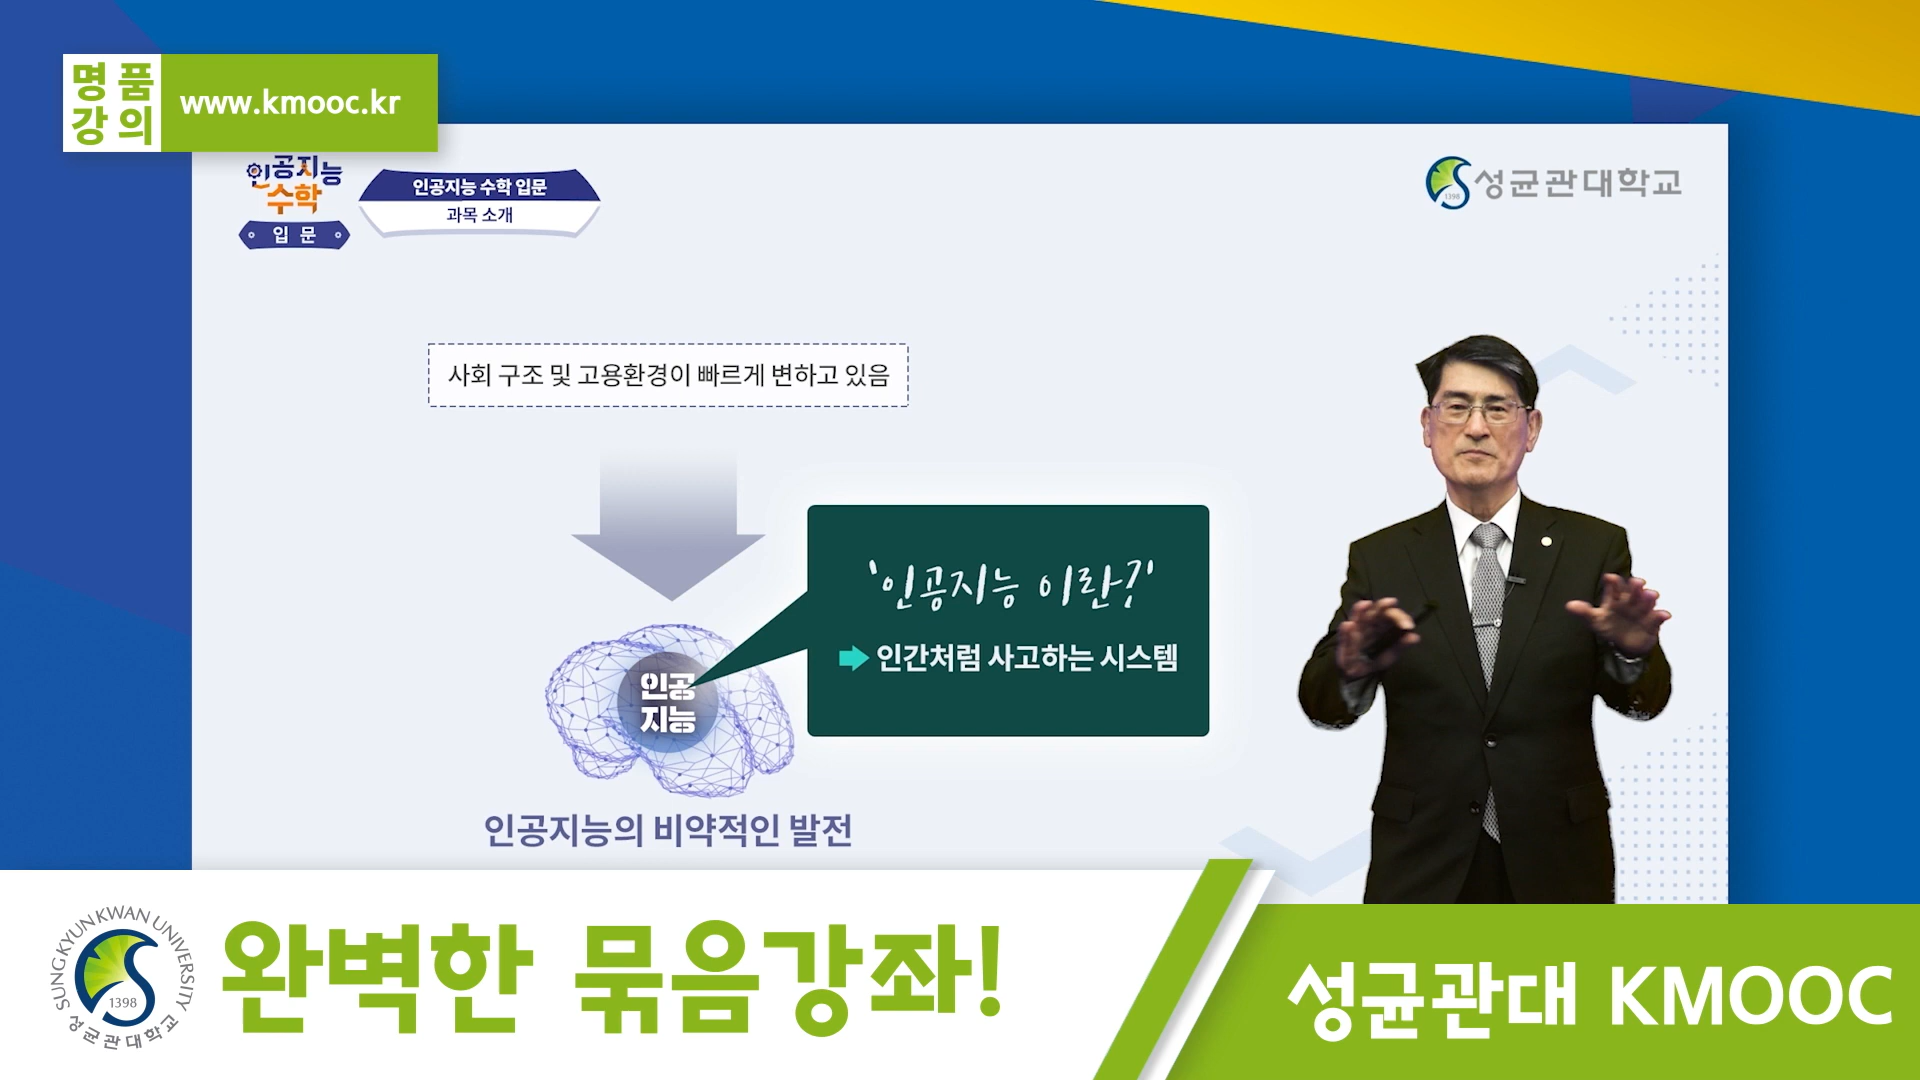 명품
강의
www.kmooc.kr
인공지능
수학
입문
인공지능 수학 입문
과목 소개
1398
성균관대학교
사회 구조 및 고용환경이 빠르게 변하고 있음
'인공지능 이란?'
인간처럼 사고하는 시스템
인공
지능
인공지능의 비약적인 발전
SUNGKYUNKWAN UNIVERSITY
1398
성균관대학교
완벽한 묶음강좌!
성균관대 KMOOC